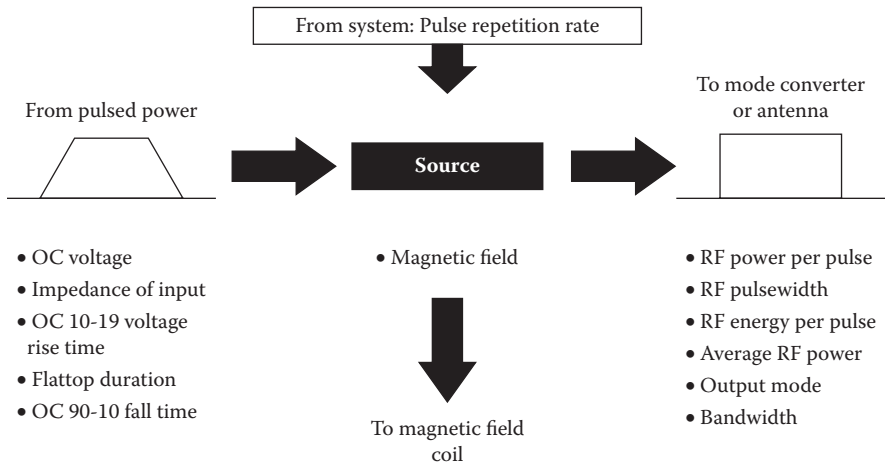 From system: Pulse repetition rate
From pulsed power
Source
To mode converter
or antenna
• OC voltage
• Impedance of input
• OC 10-19 voltage
rise time
• Flattop duration
• OC 90-10 fall time
• Magnetic field
To magnetic field
coil
• RF power per pulse
• RF pulsewidth
• RF energy per pulse
• Average RF power
• Output mode
• Bandwidth